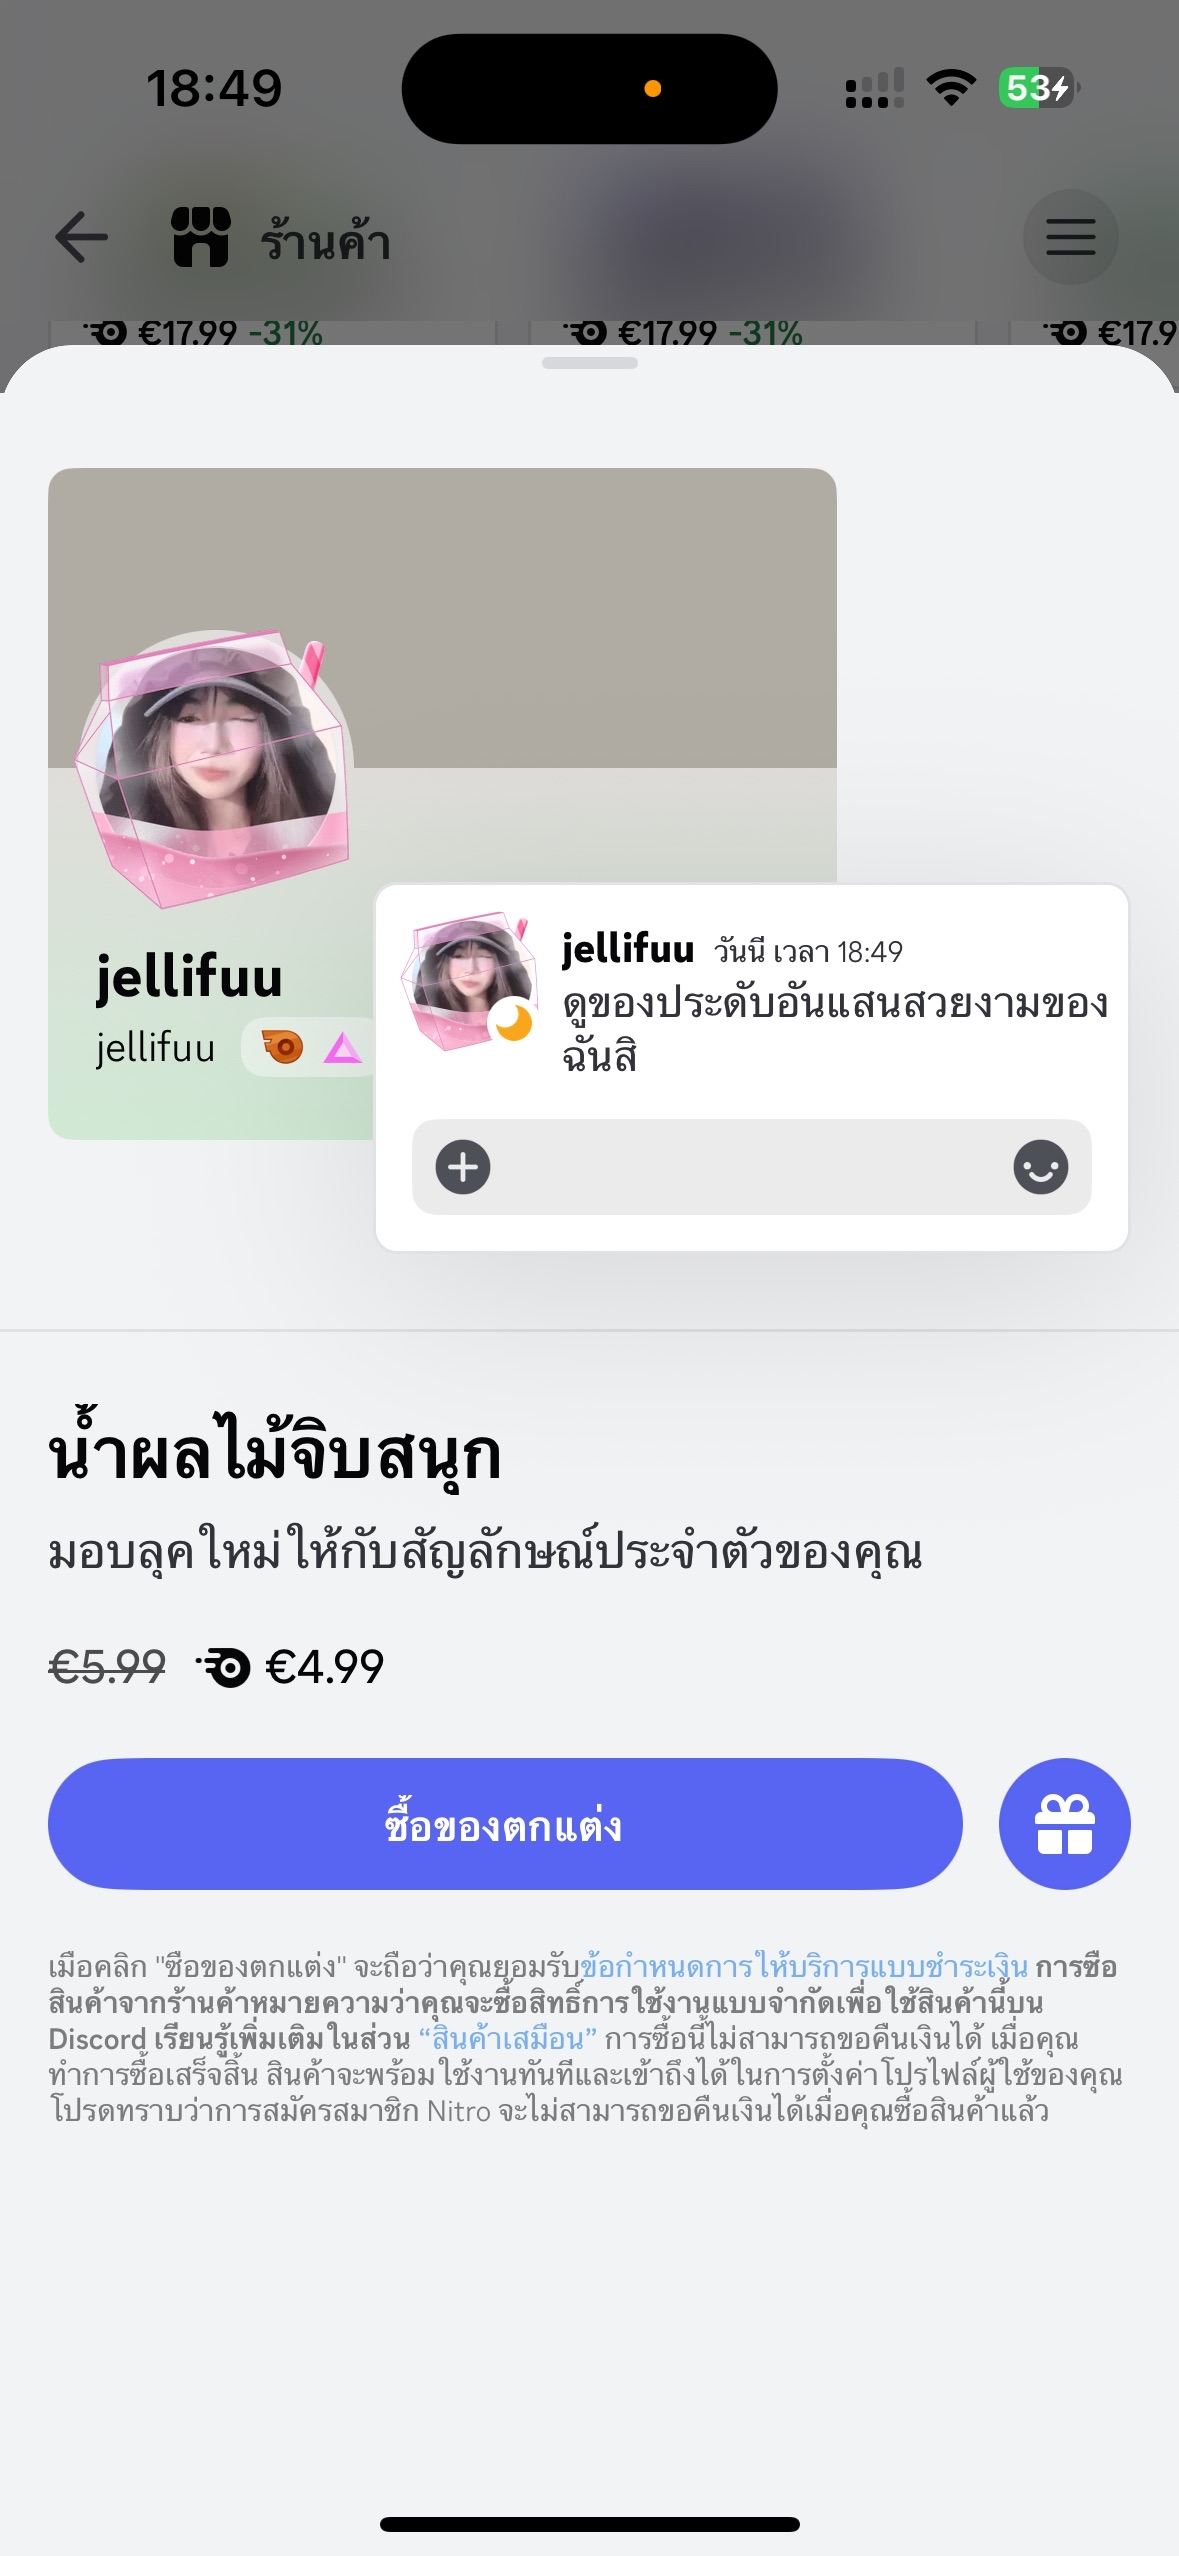 18:49
53
ร้านค้า
€17.99 -31%
€17.99 -31%
€17.9
jellifuu
jellifuu
jellifuu วันนี้ เวลา 18:49
ดูของประดับอันแสนสวยงามของ
ฉันสิ
น้ำผลไม้จิบสนุก
มอบลุคใหม่ให้กับสัญลักษณ์ประจำตัวของคุณ
€5.99 €4.99
ซื้อของตกแต่ง
เมื่อคลิก "ซื้อของตกแต่ง" จะถือว่าคุณยอมรับข้อกำหนดการให้บริการแบบชำระเงิน การซื้อ
สินค้าจากร้านค้าหมายความว่าคุณจะซื้อสิทธิ์การใช้งานแบบจำกัดเพื่อใช้สินค้านี้บน
Discord เรียนรู้เพิ่มเติมในส่วน “สินค้าเสมือน” การซื้อนี้ไม่สามารถขอคืนเงินได้ เมื่อคุณ
ทำการซื้อเสร็จสิ้น สินค้าจะพร้อมใช้งานทันทีและเข้าถึงได้ในการตั้งค่าโปรไฟล์ผู้ใช้ของคุณ
โปรดทราบว่าการสมัครสมาชิก Nitro จะไม่สามารถขอคืนเงินได้เมื่อคุณซื้อสินค้าแล้ว